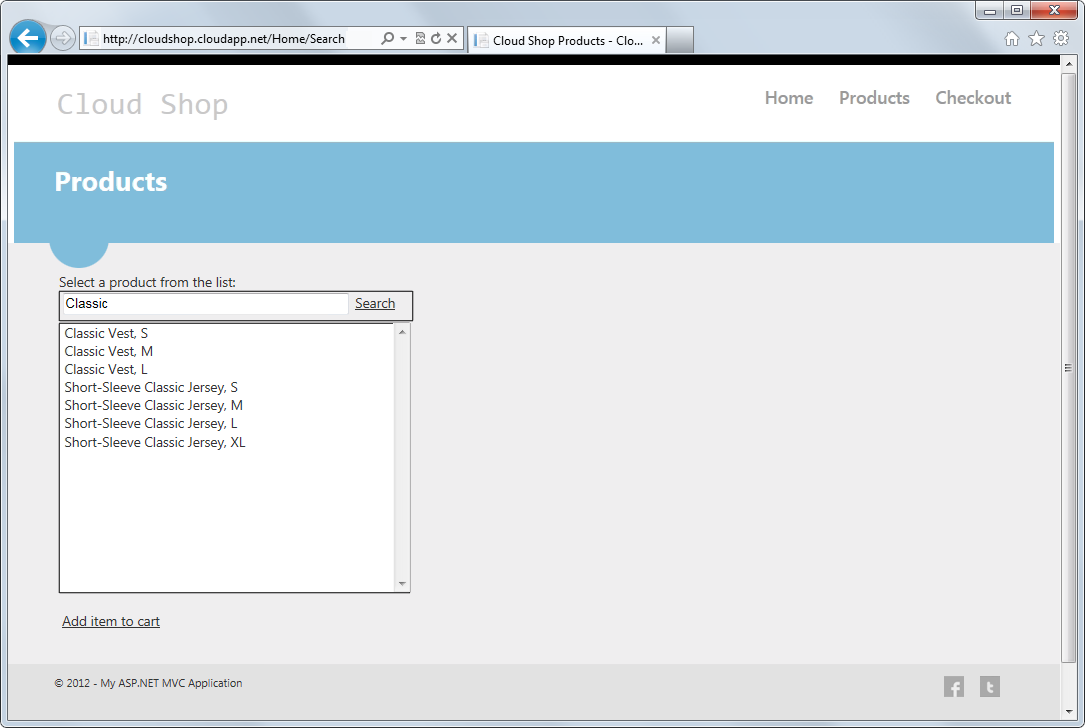 http://cloudshop.cloudapp.net/Home/Search
Cloud Shop Products - Clo...
Cloud Shop
Home Products Checkout
Products
Select a product from the list:
Classic Search
Classic Vest, S
Classic Vest, M
Classic Vest, L
Short-Sleeve Classic Jersey, S
Short-Sleeve Classic Jersey, M
Short-Sleeve Classic Jersey, L
Short-Sleeve Classic Jersey, XL
Add item to cart
© 2012 - My ASP.NET MVC Application